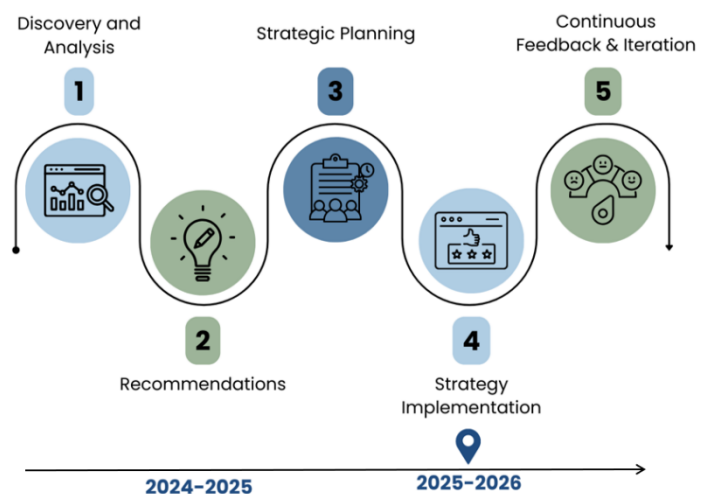 Discovery and
Analysis
1
2
Recommendations
Strategic Planning
3
4
Strategy
Implementation
Continuous
Feedback & Iteration
5
2024-2025
2025-2026